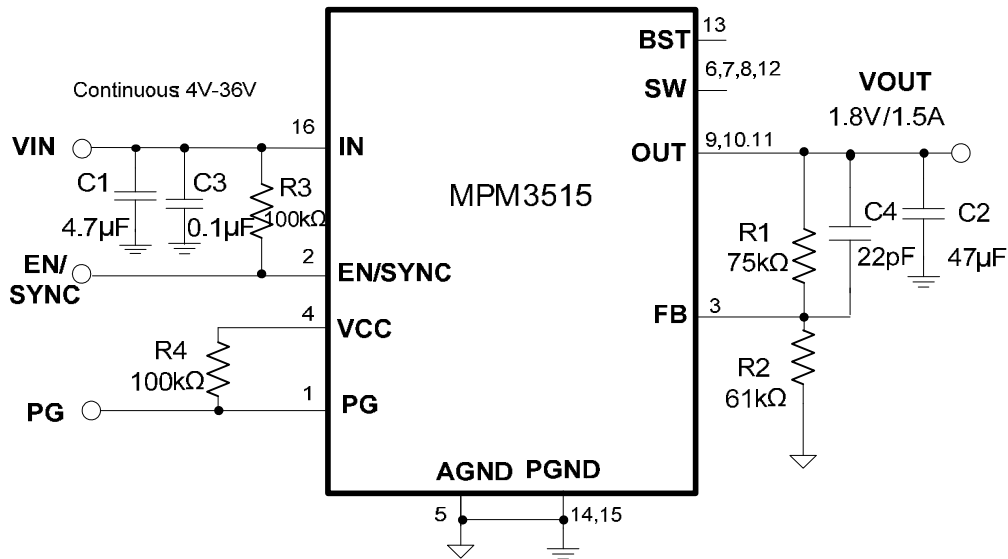 13
BST
6,7,8,12
SW
VOUT
1.8V/1.5A
Continuous: 4V-36V
16
VIN
IN
OUT
9,10.11
MPM3515
C1
4.7µF
C3
0.1µF
R3
100kΩ
C4
22pF
C2
47µF
R1
75kΩ
EN/
SYNC
2
EN/SYNC
FB
3
4
VCC
R4
100kΩ
R2
61kΩ
PG
1
PG
AGND
PGND
5
14,15